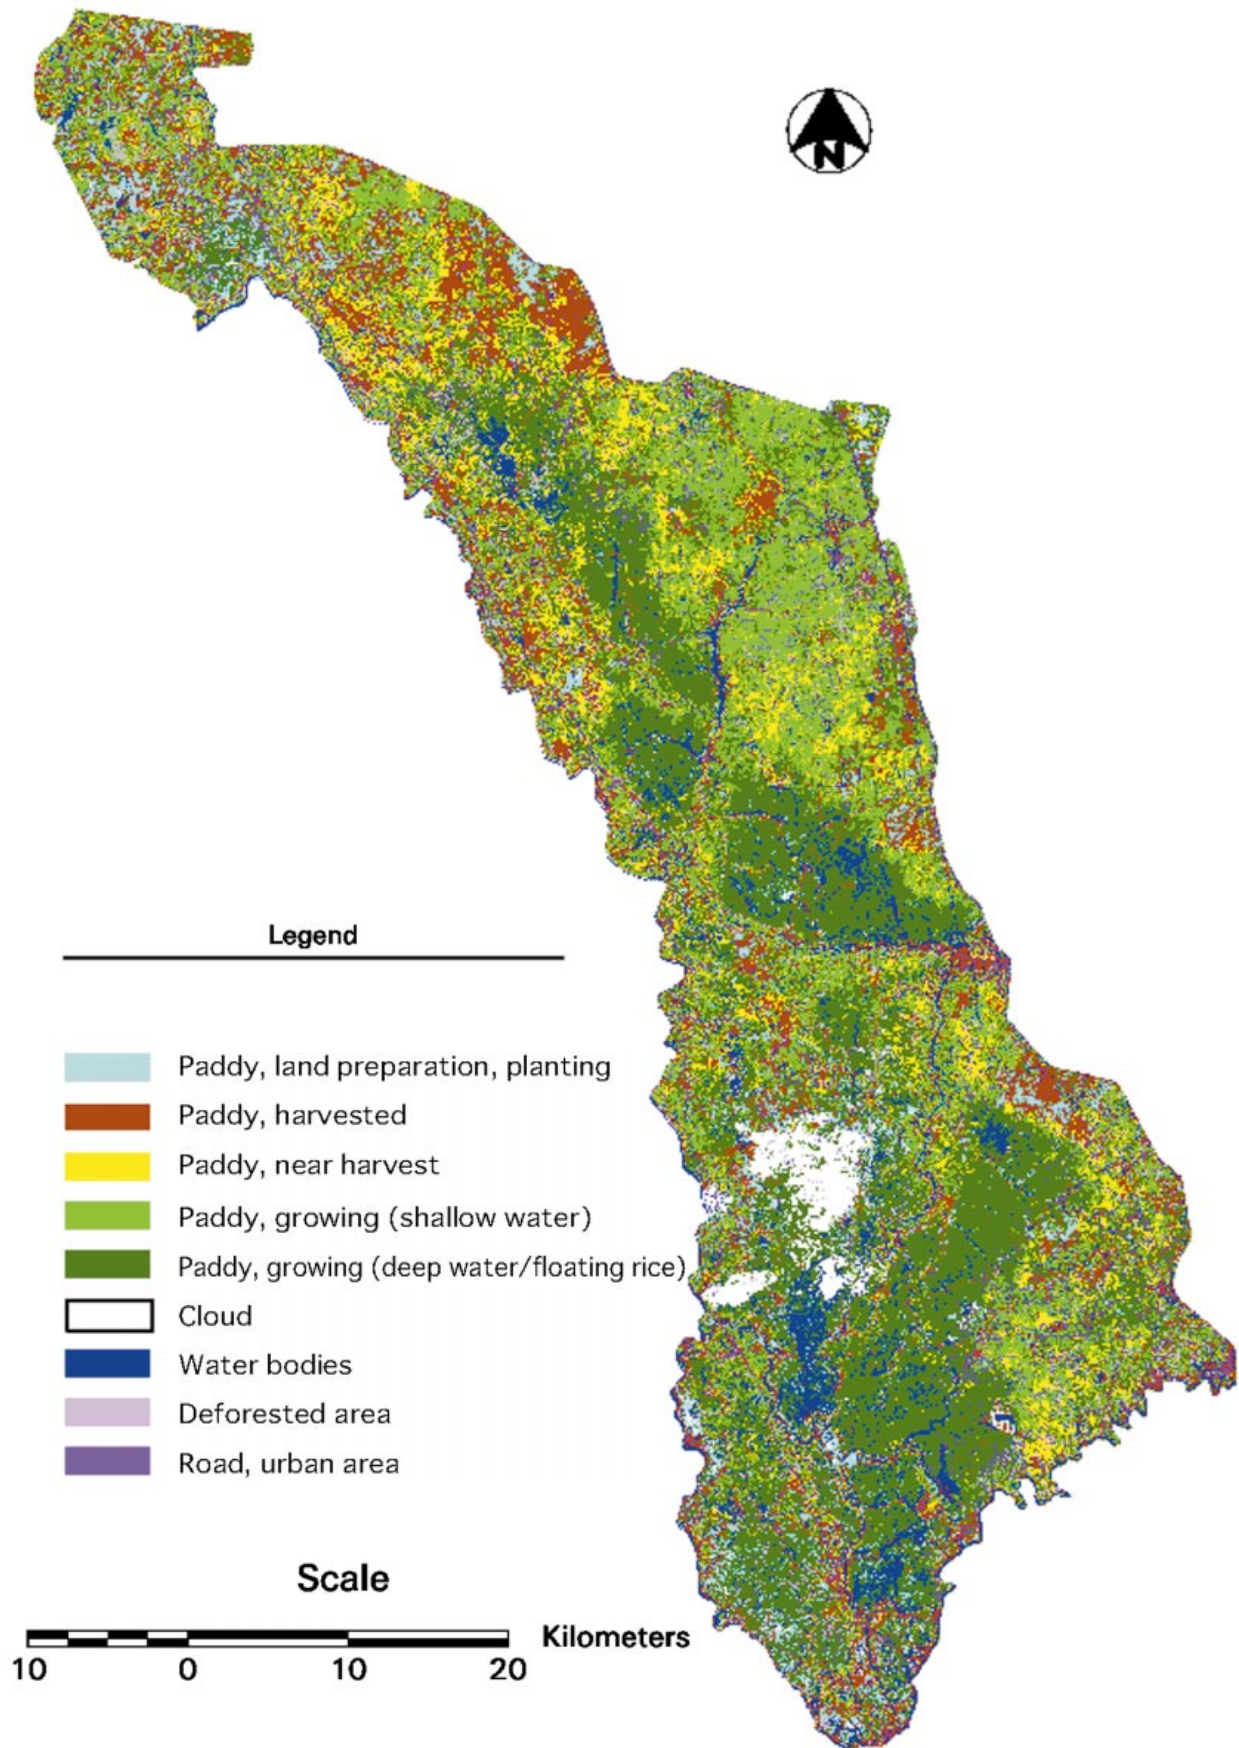 N
Legend
Paddy, land preparation, planting
Paddy, harvested
Paddy, near harvest
Paddy, growing (shallow water)
Paddy, growing (deep water/floating rice)
Cloud
Water bodies
Deforested area
Road, urban area
Scale
Kilometers
10 0 10 20